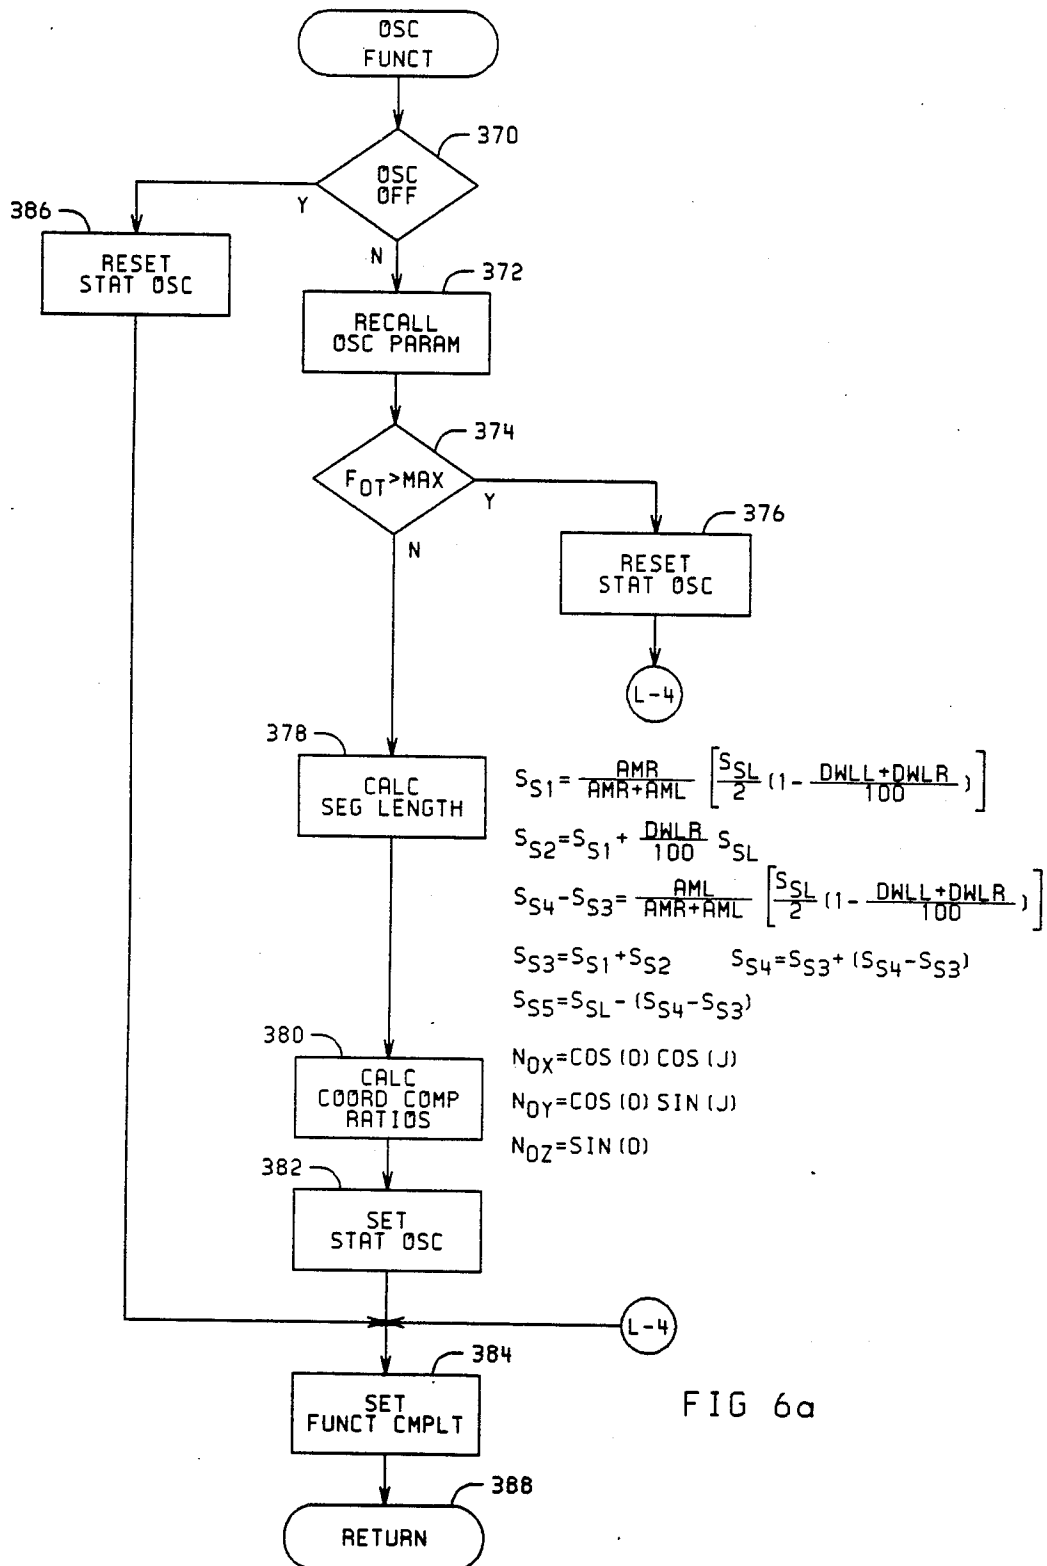 OSC
FUNCT
370
OSC
OFF
Y
N
386
RESET
STAT OSC
372
RECALL
OSC PARAM
374
F_OT>MAX
Y
N
376
RESET
STAT OSC
L-4
378
CALC
SEG LENGTH
S_S1 = AMR/(AMR+AML) [S_SL/2 (1 - (DWLL+DWLR)/100)]
S_S2 = S_S1 + DWLR/100 S_SL
S_S4 - S_S3 = AML/(AMR+AML) [S_SL/2 (1 - (DWLL+DWLR)/100)]
S_S3 = S_S1 + S_S2 S_S4 = S_S3 + (S_S4 - S_S3)
S_S5 = S_SL - (S_S4 - S_S3)
380
CALC
COORD COMP
RATIOS
N_OX = COS (O) COS (J)
N_OY = COS (O) SIN (J)
N_OZ = SIN (O)
382
SET
STAT OSC
L-4
384
SET
FUNCT CMPLT
FIG 6a
388
RETURN